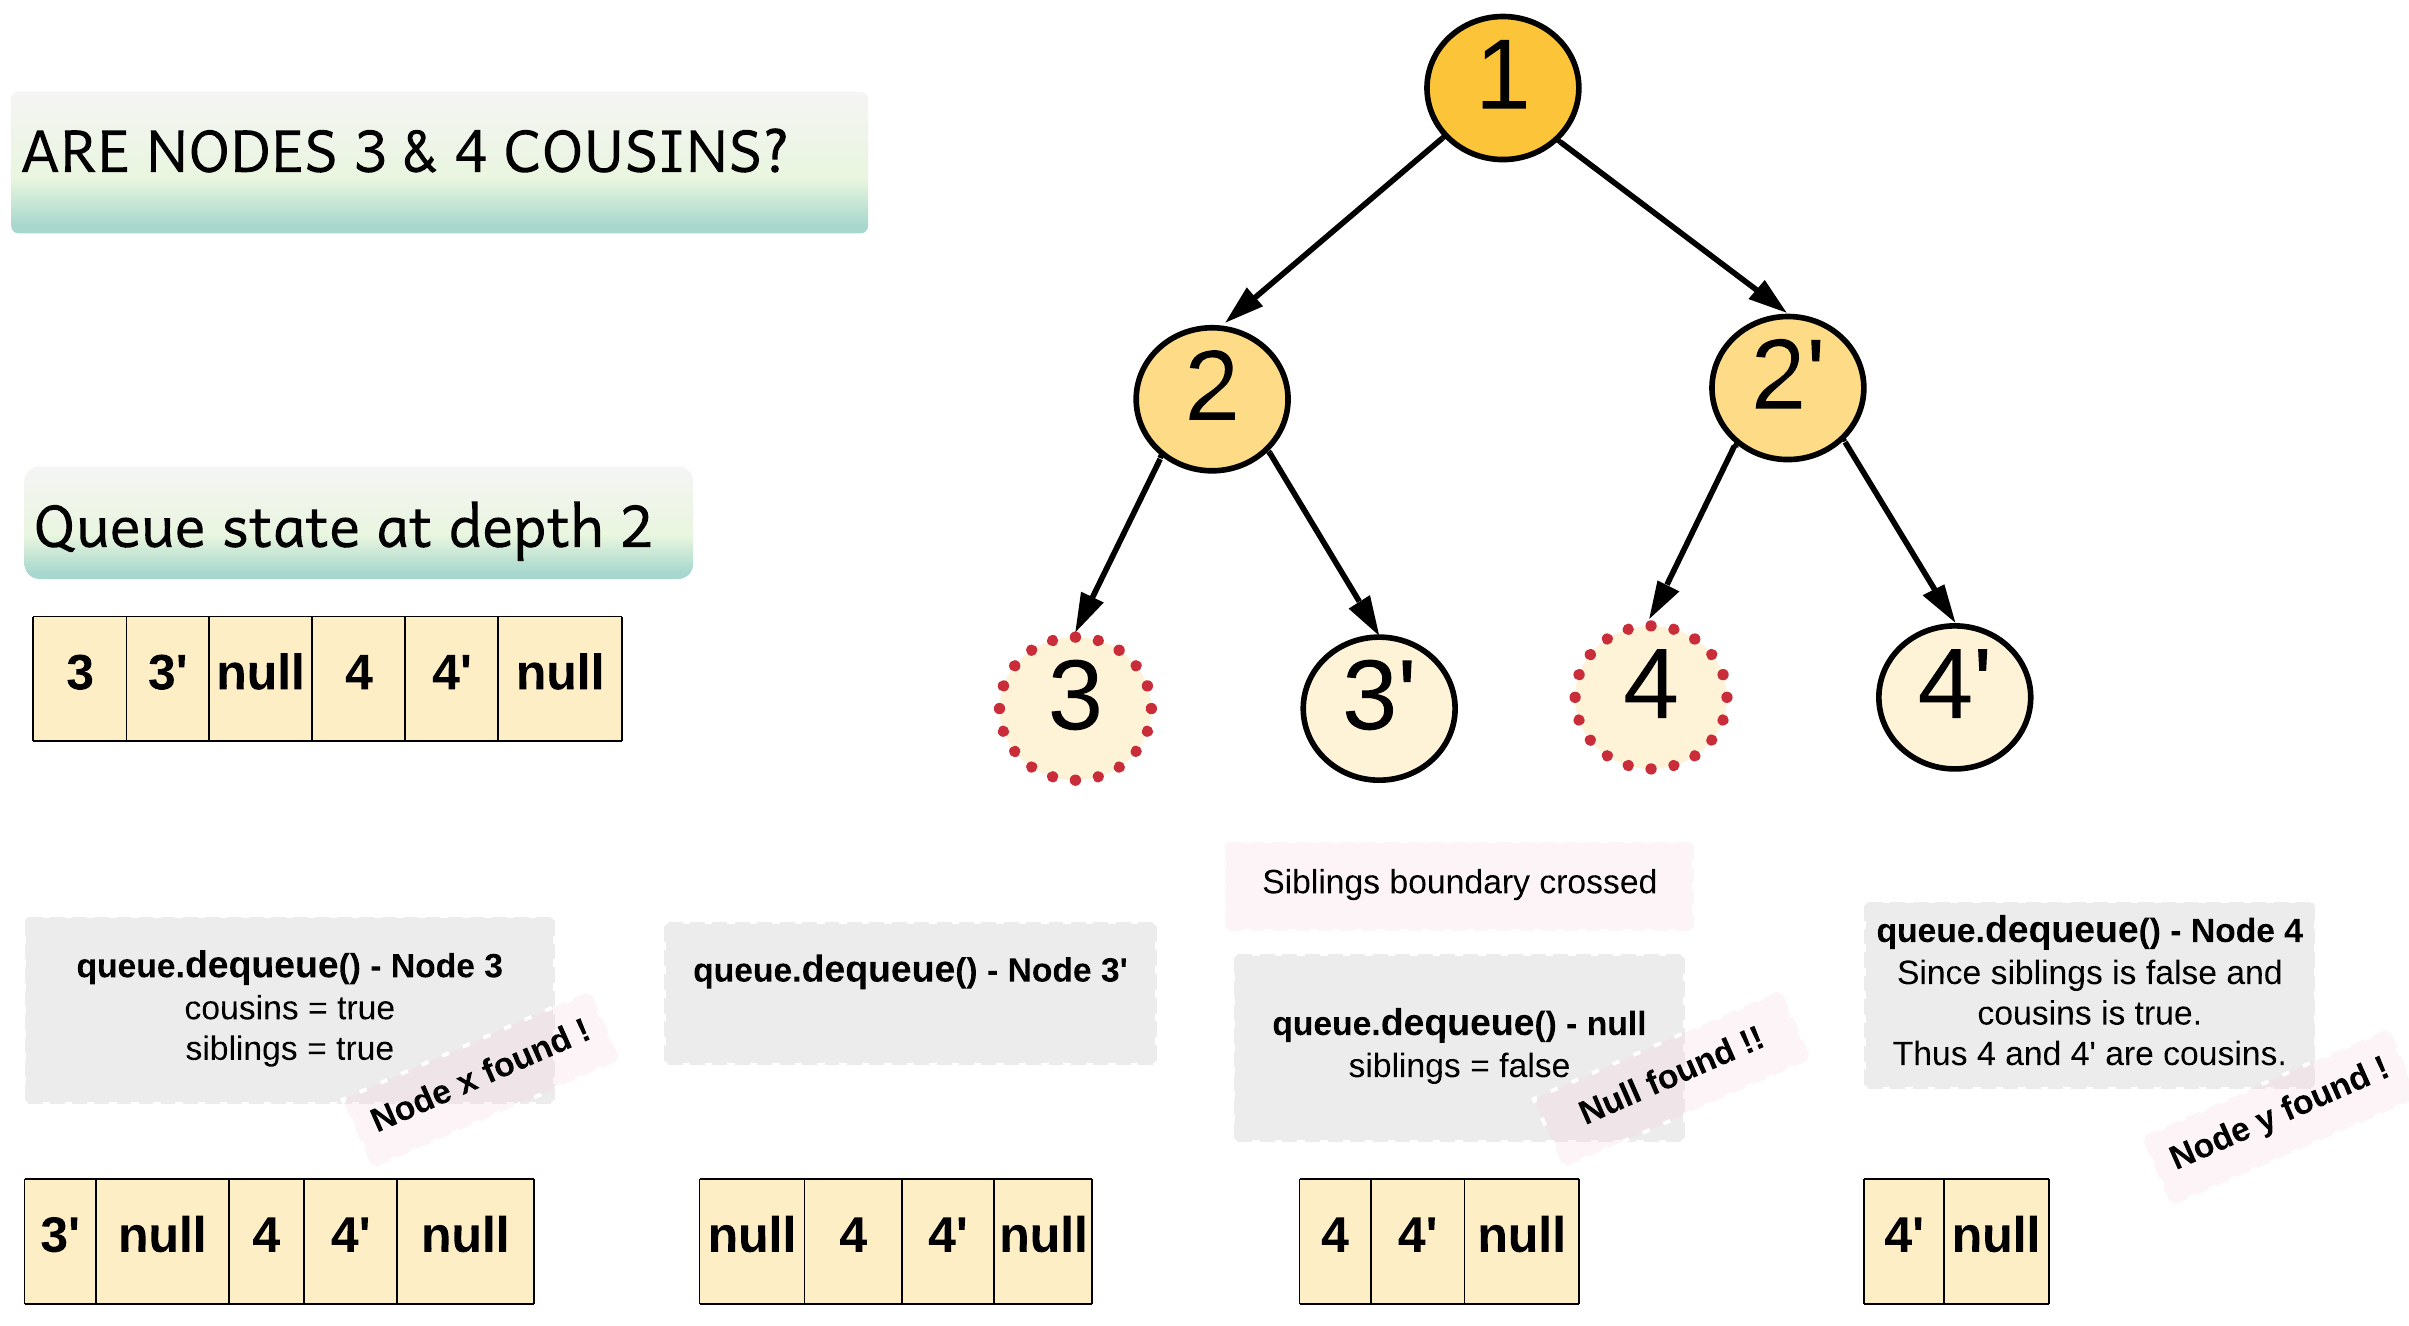 ARE NODES 3 & 4 COUSINS?
1
2
2'
3
3'
4
4'
Queue state at depth 2
3 3' null 4 4' null
queue.dequeue() - Node 3
cousins = true
siblings = true
Node x found !
3' null 4 4' null
queue.dequeue() - Node 3'
null 4 4' null
Siblings boundary crossed
queue.dequeue() - null
siblings = false
Null found !!
4 4' null
queue.dequeue() - Node 4
Since siblings is false and
cousins is true.
Thus 4 and 4' are cousins.
Node y found !
4' null